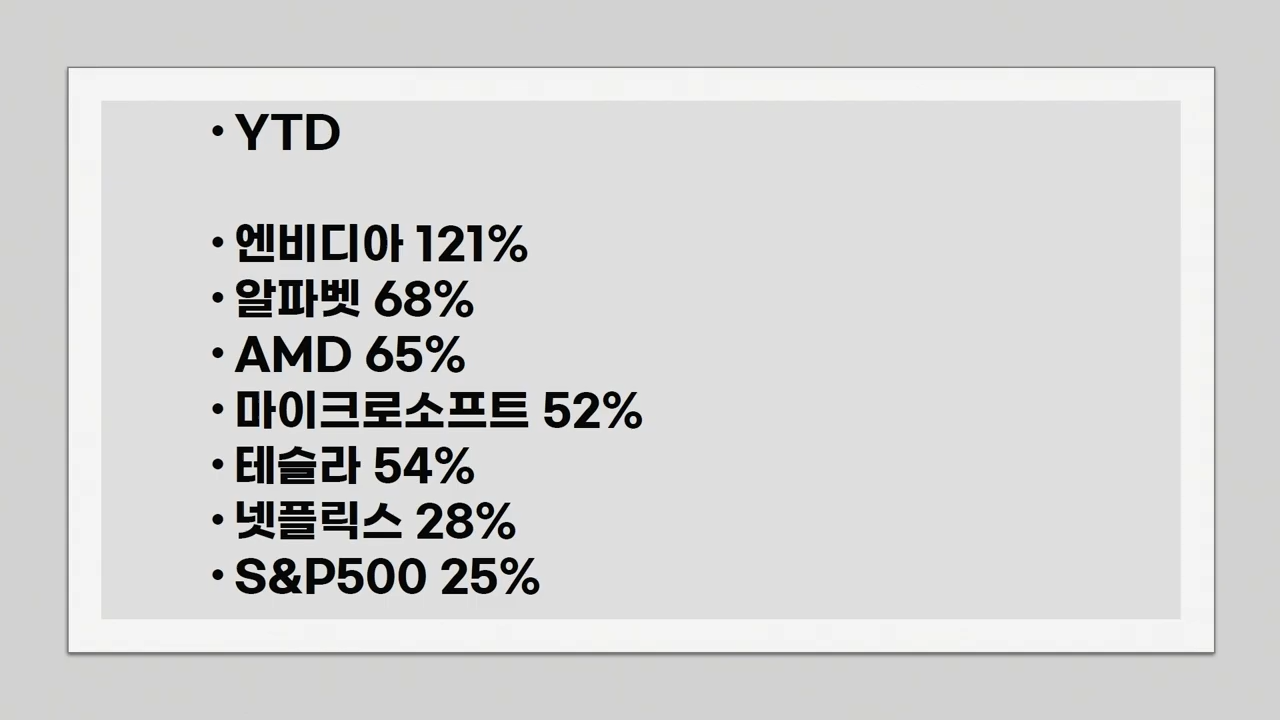 • YTD
• 엔비디아 121%
• 알파벳 68%
• AMD 65%
• 마이크로소프트 52%
• 테슬라 54%
• 넷플릭스 28%
• S&P500 25%